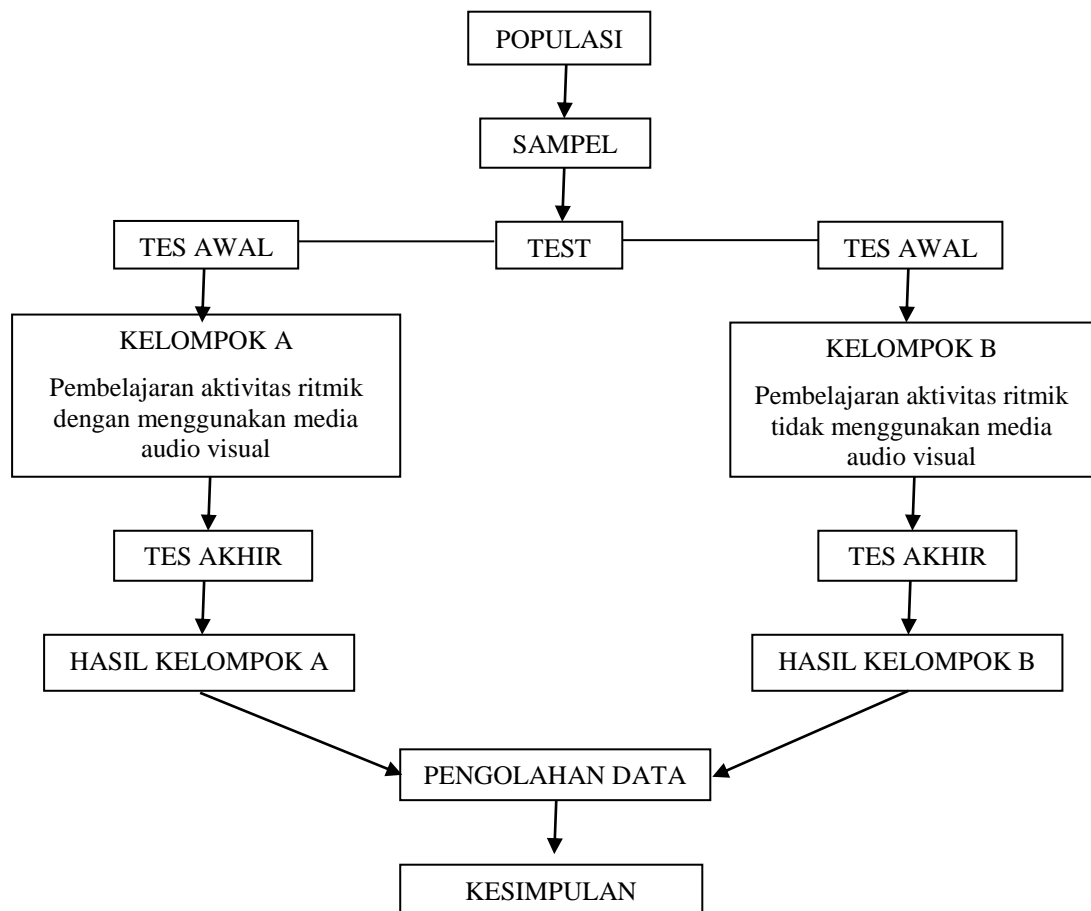 POPULASI
SAMPEL
TES AWAL
TEST
TES AWAL
KELOMPOK A
Pembelajaran aktivitas ritmik
dengan menggunakan media
audio visual
KELOMPOK B
Pembelajaran aktivitas ritmik
tidak menggunakan media
audio visual
TES AKHIR
TES AKHIR
HASIL KELOMPOK A
HASIL KELOMPOK B
PENGOLAHAN DATA
KESIMPULAN